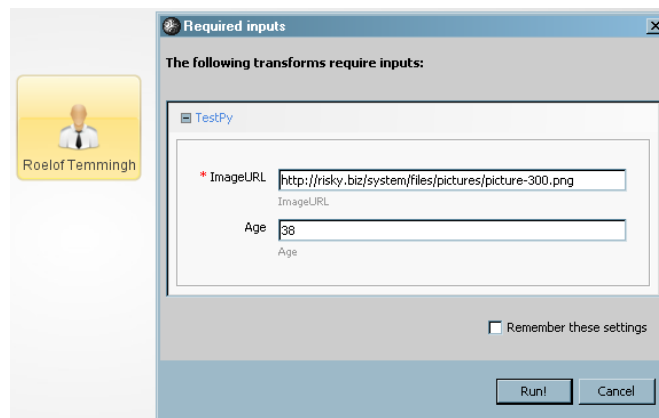 Required inputs
The following transforms require inputs:
TestPy
Roelof Temmingh
* ImageURL http://risky.biz/system/files/pictures/picture-300.png
ImageURL
Age 38
Age
Remember these settings
Run! Cancel